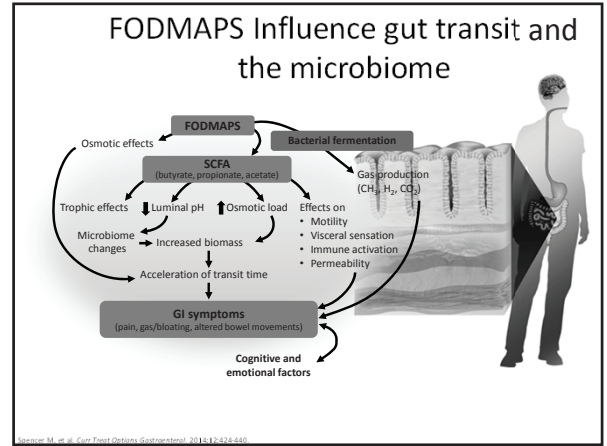 FODMAPS Influence gut transit and
the microbiome
FODMAPS
Osmotic effects
Bacterial fermentation
SCFA
(butyrate, propionate, acetate)
Gas production
(CH3, H2, CO2)
Trophic effects
Luminal pH
Osmotic load
Effects on
• Motility
• Visceral sensation
• Immune activation
• Permeability
Microbiome
changes
Increased biomass
Acceleration of transit time
GI symptoms
(pain, gas/bloating, altered bowel movements)
Cognitive and
emotional factors
Spencer M, et al. Curr Treat Options Gastroenterol. 2014;12:424-440.